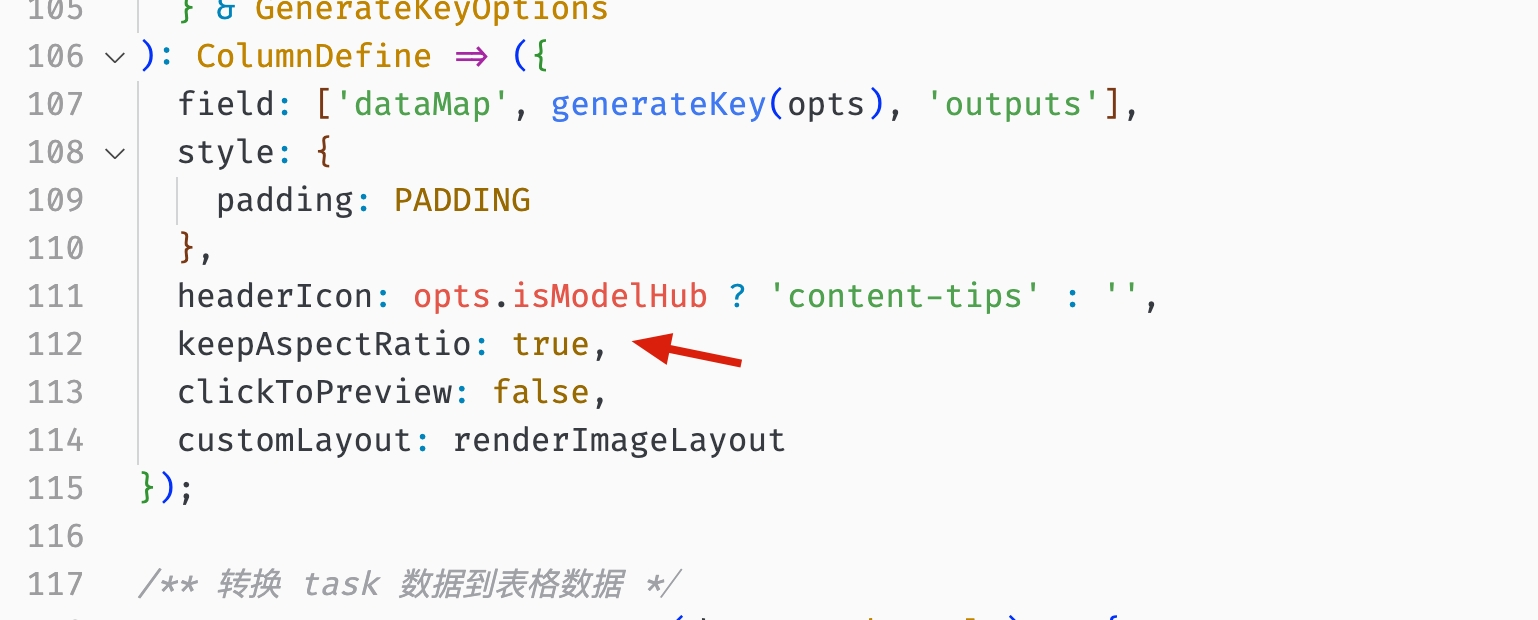 105 } & GenerateKeyOptions
106 ): ColumnDefine => ({
107 field: ['dataMap', generateKey(opts), 'outputs'],
108 style: {
109 padding: PADDING
110 },
111 headerIcon: opts.isModelHub ? 'content-tips' : '',
112 keepAspectRatio: true,
113 clickToPreview: false,
114 customLayout: renderImageLayout
115 });
116
117 /** 转换 task 数据到表格数据 */